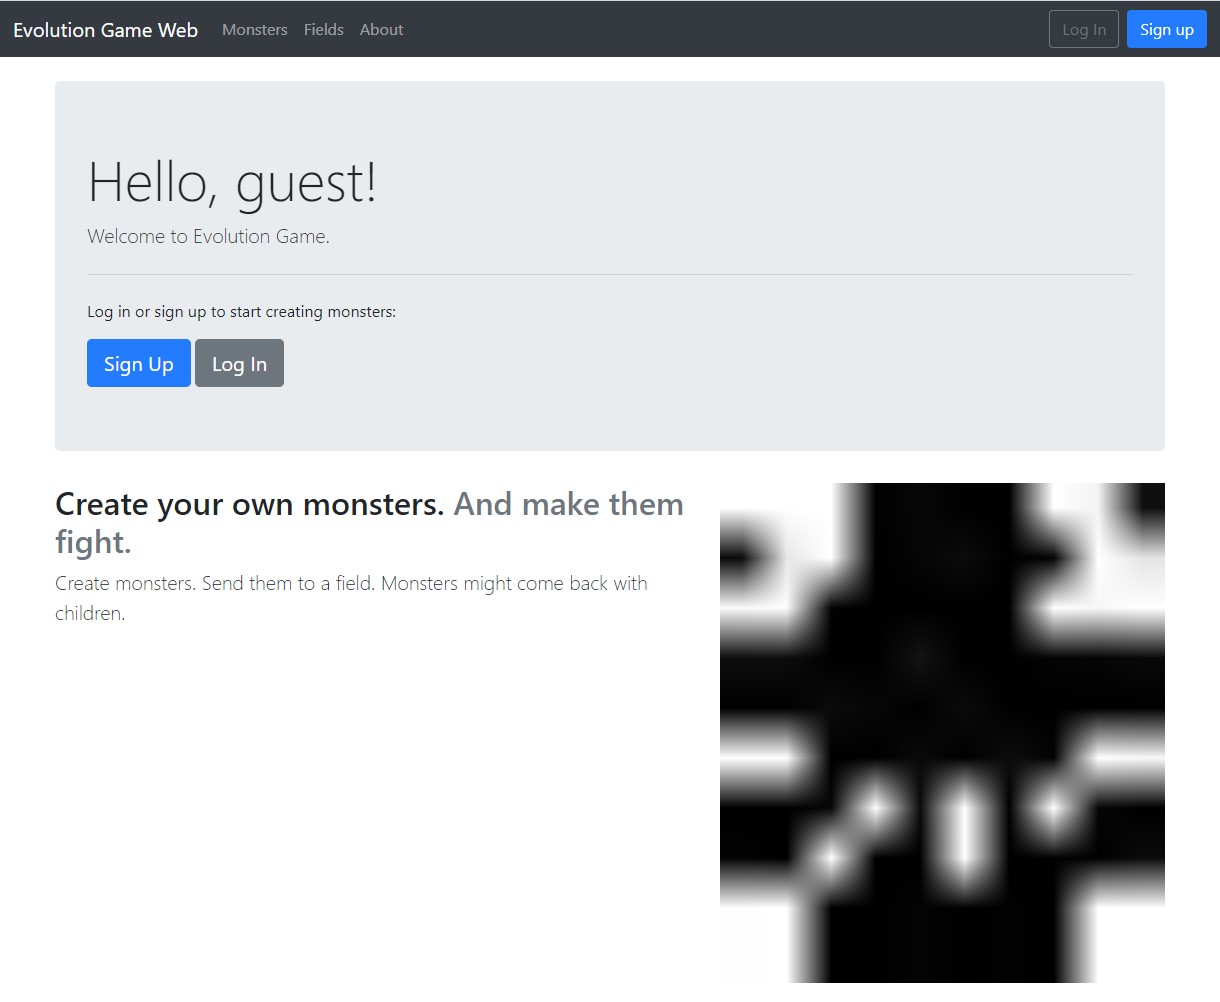 Evolution Game Web Monsters Fields About Log In Sign up
Hello, guest!
Welcome to Evolution Game.
Log in or sign up to start creating monsters:
Sign Up Log In
Create your own monsters. And make them
fight.
Create monsters. Send them to a field. Monsters might come back with
children.